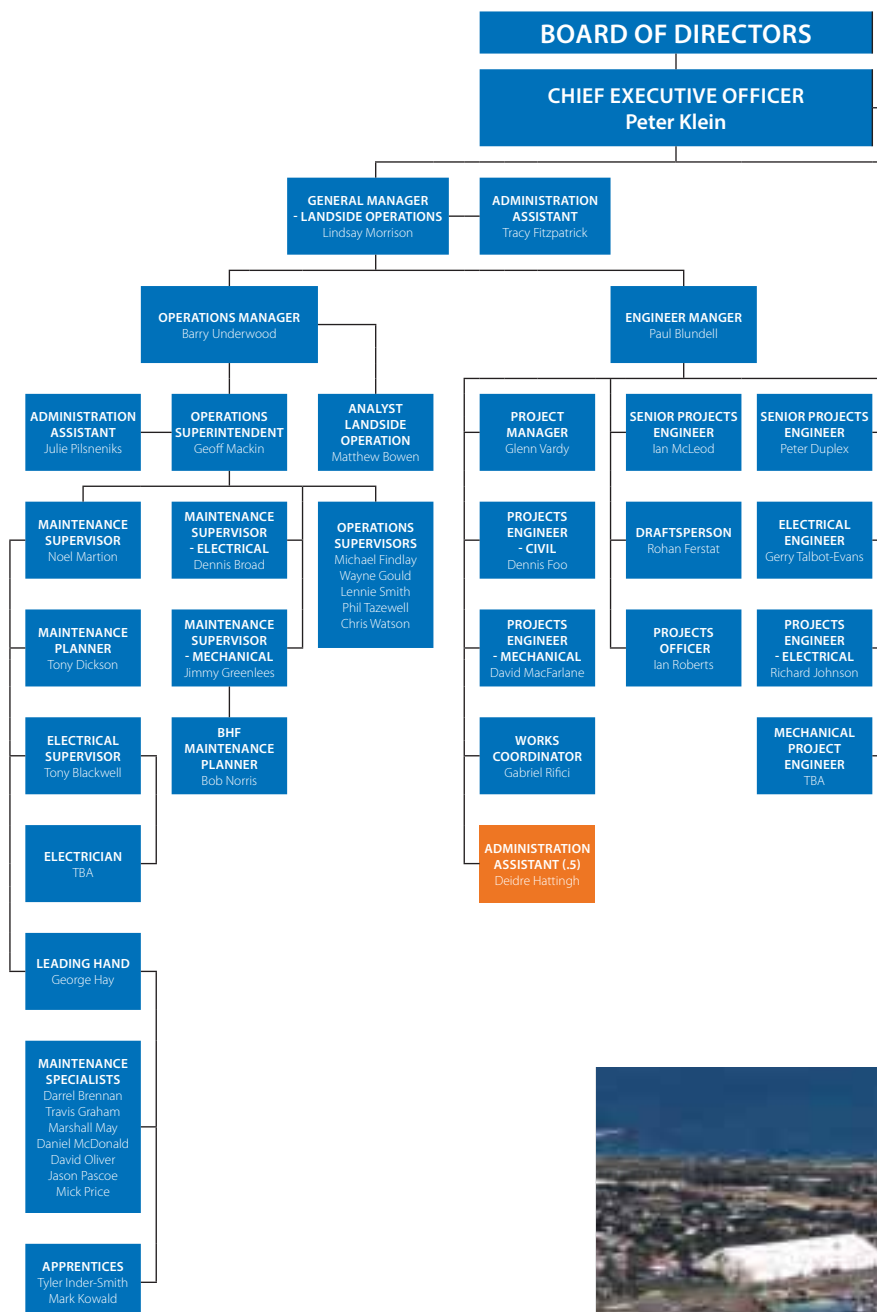 BOARD OF DIRECTORS
CHIEF EXECUTIVE OFFICER
Peter Klein
GENERAL MANAGER
- LANDSIDE OPERATIONS
Lindsay Morrison
ADMINISTRATION
ASSISTANT
Tracy Fitzpatrick
OPERATIONS MANAGER
Barry Underwood
ENGINEER MANGER
Paul Blundell
ADMINISTRATION
ASSISTANT
Julie Pilsneniks
OPERATIONS
SUPERINTENDENT
Geoff Mackin
ANALYST
LANDSIDE
OPERATION
Matthew Bowen
PROJECT
MANAGER
Glenn Vardy
SENIOR PROJECTS
ENGINEER
Ian McLeod
SENIOR PROJECTS
ENGINEER
Peter Duplex
MAINTENANCE
SUPERVISOR
Noel Martion
MAINTENANCE
SUPERVISOR
- ELECTRICAL
Dennis Broad
OPERATIONS
SUPERVISORS
Michael Findlay
Wayne Gould
Lennie Smith
Phil Tazewell
Chris Watson
PROJECTS
ENGINEER
- CIVIL
Dennis Foo
DRAFTSPERSON
Rohan Ferstat
ELECTRICAL
ENGINEER
Gerry Talbot-Evans
MAINTENANCE
PLANNER
Tony Dickson
MAINTENANCE
SUPERVISOR
- MECHANICAL
Jimmy Greenlees
PROJECTS
ENGINEER
- MECHANICAL
David MacFarlane
PROJECTS
OFFICER
Ian Roberts
PROJECTS
ENGINEER
- ELECTRICAL
Richard Johnson
ELECTRICAL
SUPERVISOR
Tony Blackwell
BHF
MAINTENANCE
PLANNER
Bob Norris
WORKS
COORDINATOR
Gabriel Rifici
MECHANICAL
PROJECT
ENGINEER
TBA
ELECTRICIAN
TBA
ADMINISTRATION
ASSISTANT (.5)
Deidre Hattingh
LEADING HAND
George Hay
MAINTENANCE
SPECIALISTS
Darrel Brennan
Travis Graham
Marshall May
Daniel McDonald
David Oliver
Jason Pascoe
Mick Price
APPRENTICES
Tyler Inder-Smith
Mark Kowald